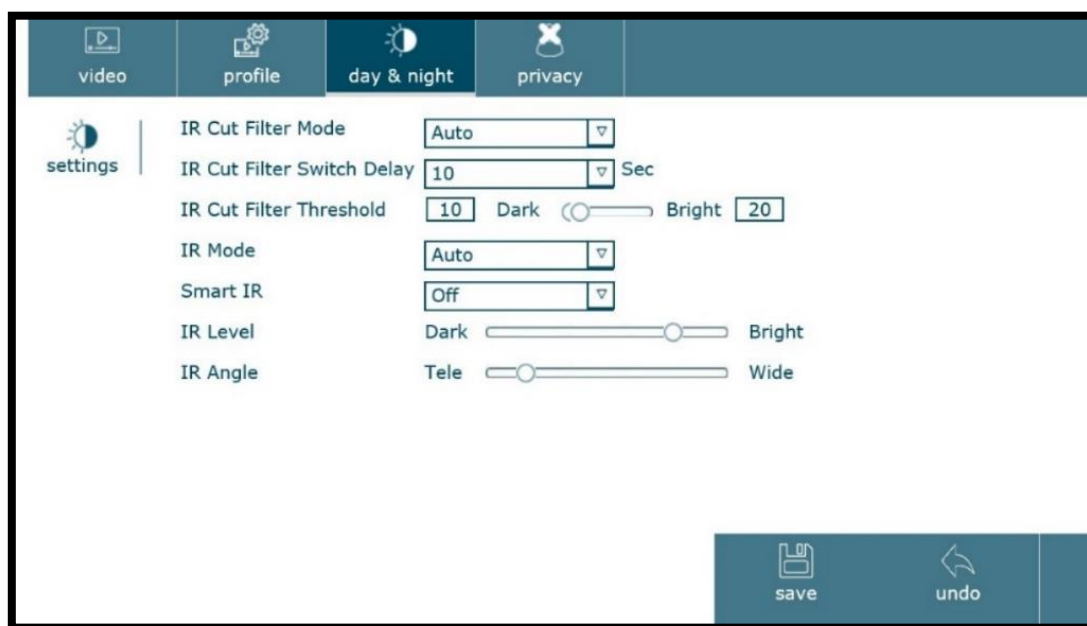 video profile day & night privacy
settings
IR Cut Filter Mode Auto
IR Cut Filter Switch Delay 10 Sec
IR Cut Filter Threshold 10 Dark Bright 20
IR Mode Auto
Smart IR Off
IR Level Dark Bright
IR Angle Tele Wide
save undo